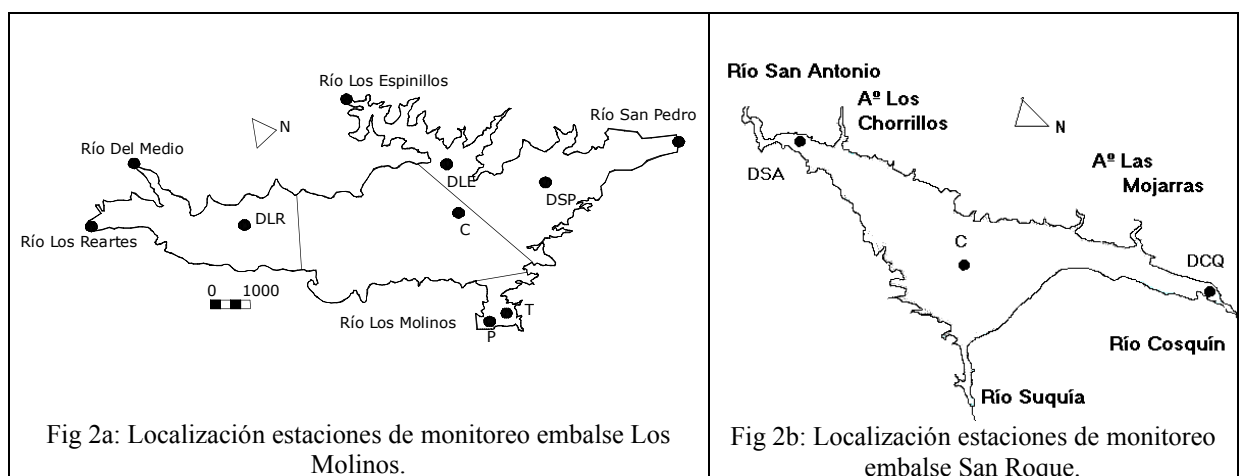 Río Los Espinillos
Río San Pedro
N
Río Del Medio
DLE
DSP
DLR
C
Río Los Reartes
0 1000
Río Los Molinos
T
P
Fig 2a: Localización estaciones de monitoreo embalse Los
Molinos.
Río San Antonio
Aº Los
Chorrillos
N
DSA
Aº Las
Mojarras
C
DCQ
Río Cosquín
Río Suquía
Fig 2b: Localización estaciones de monitoreo
embalse San Roque.